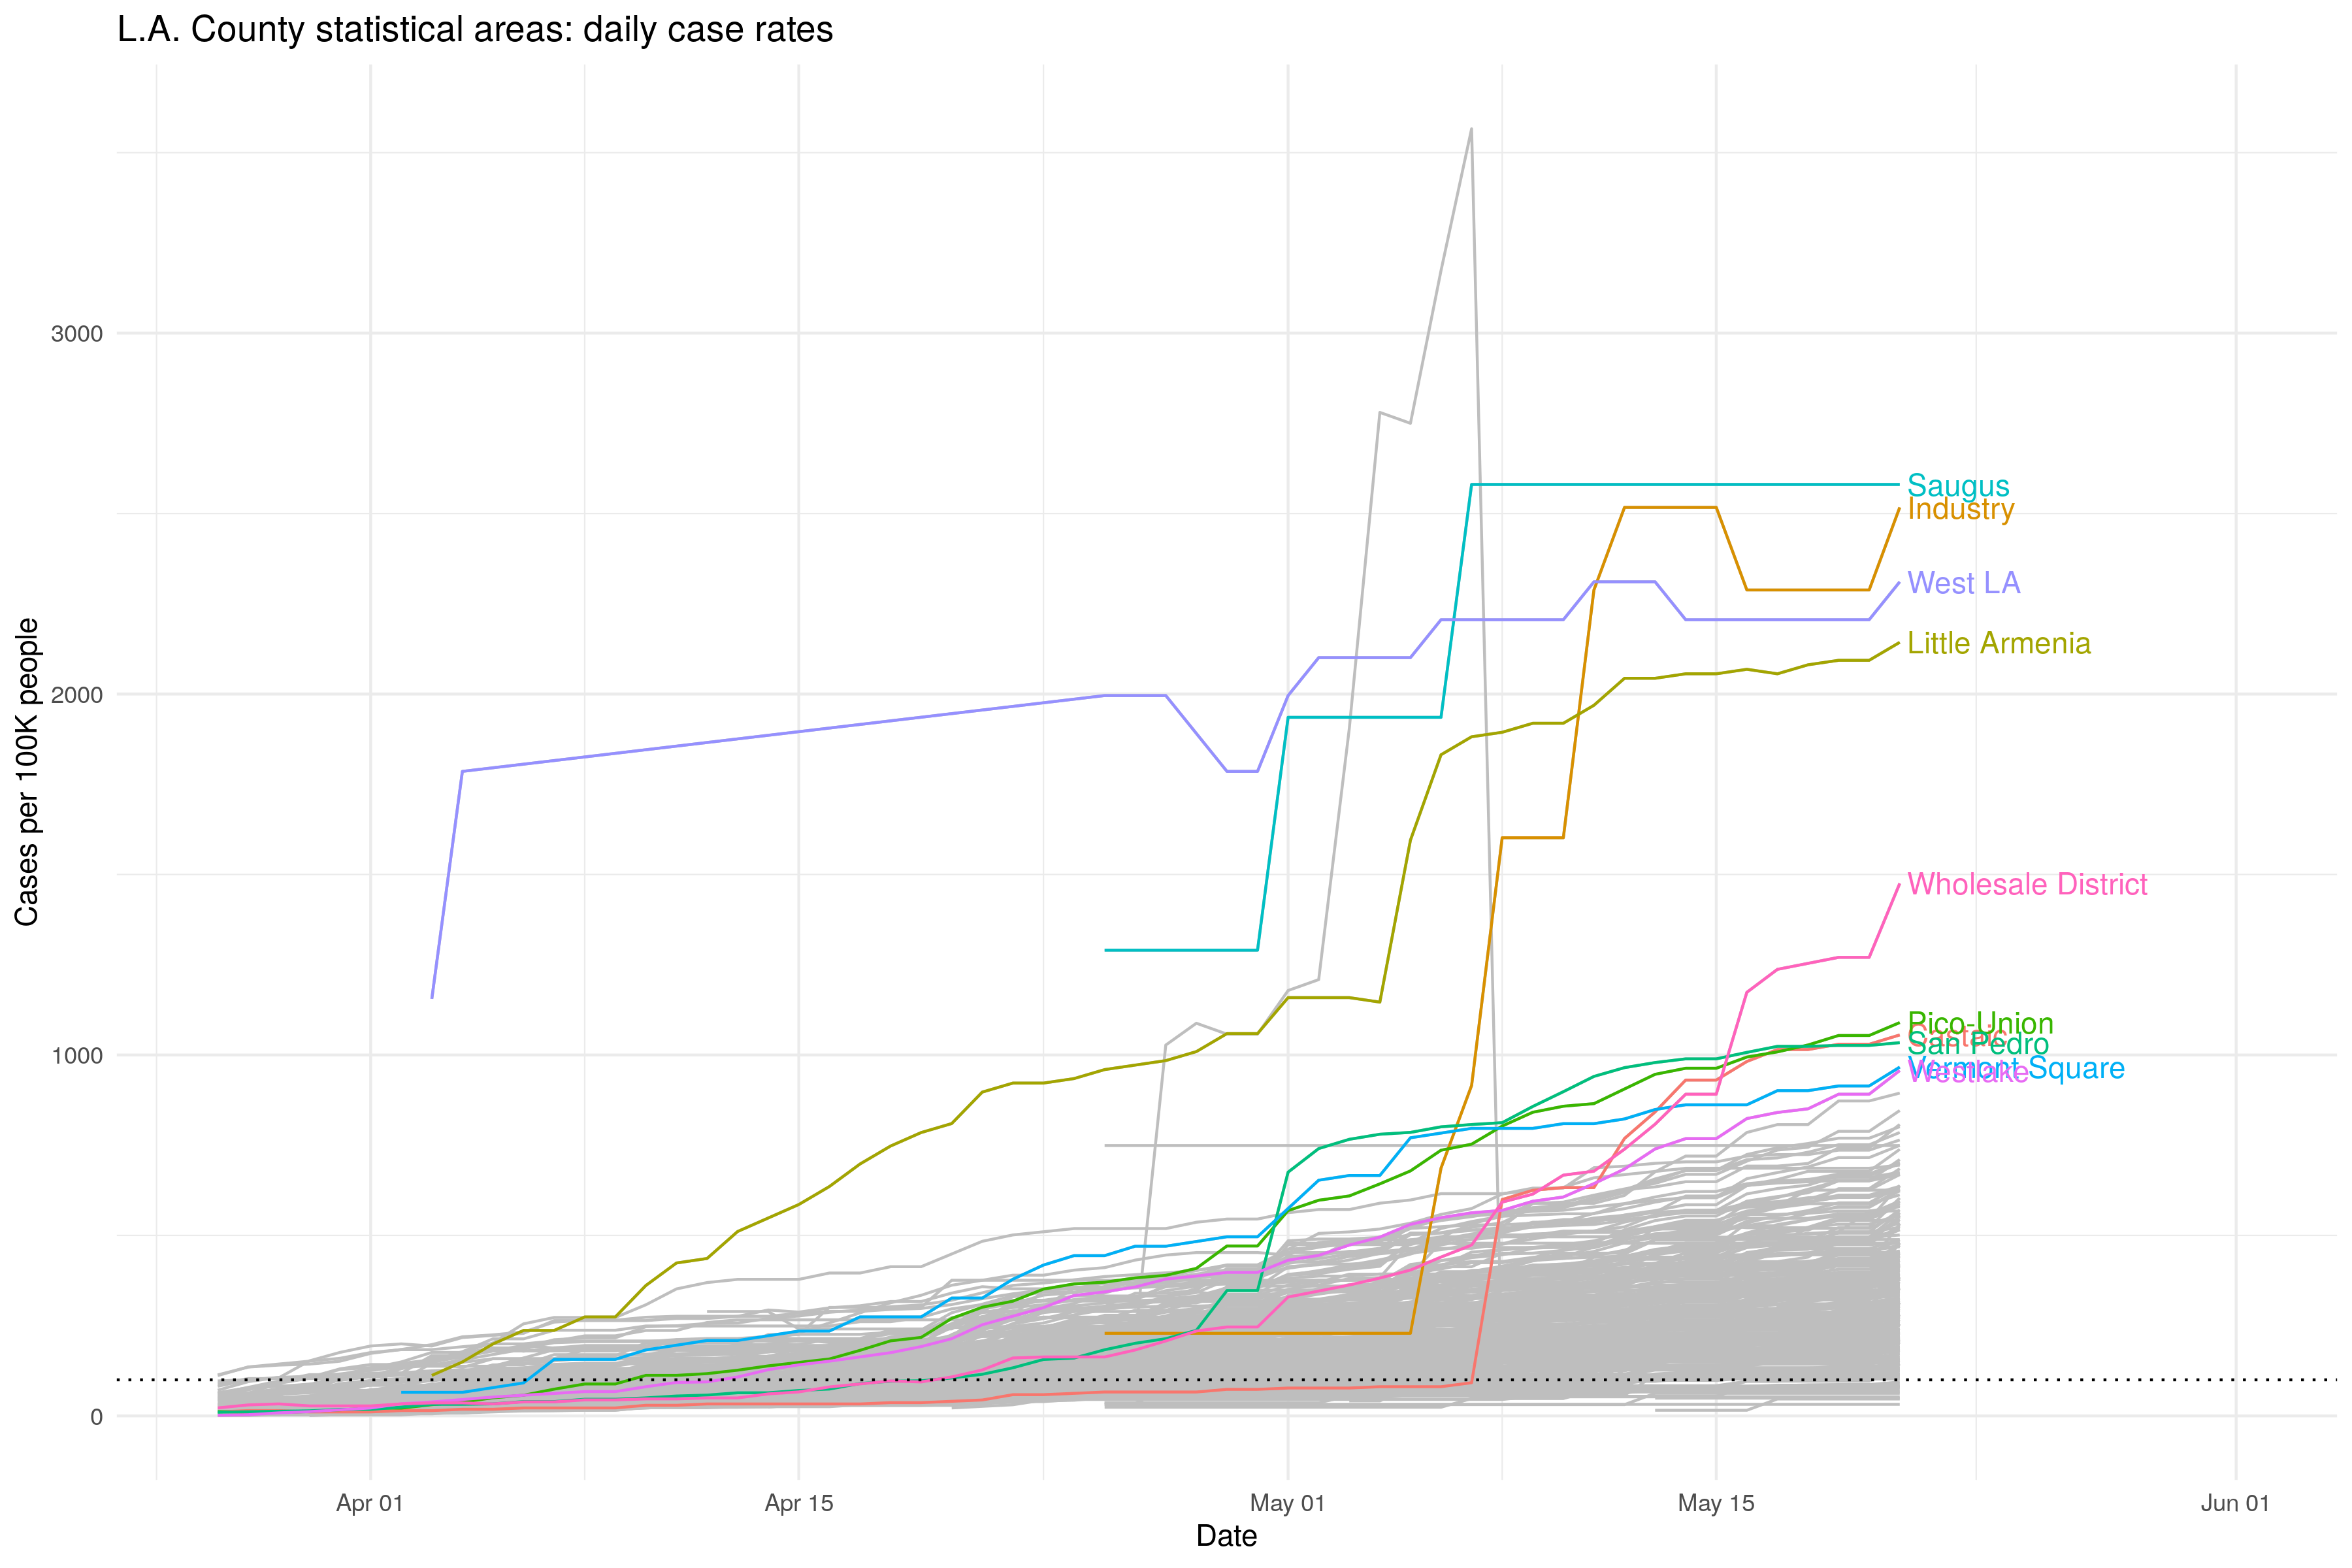 L.A. County statistical areas: daily case rates
3000
2000
1000
0
Cases per 100K people
Saugus
Industry
West LA
Little Armenia
Wholesale District
Pico-Union
Castaic
San Pedro
Vermont Square
Westlake
Apr 01
Apr 15
May 01
May 15
Jun 01
Date